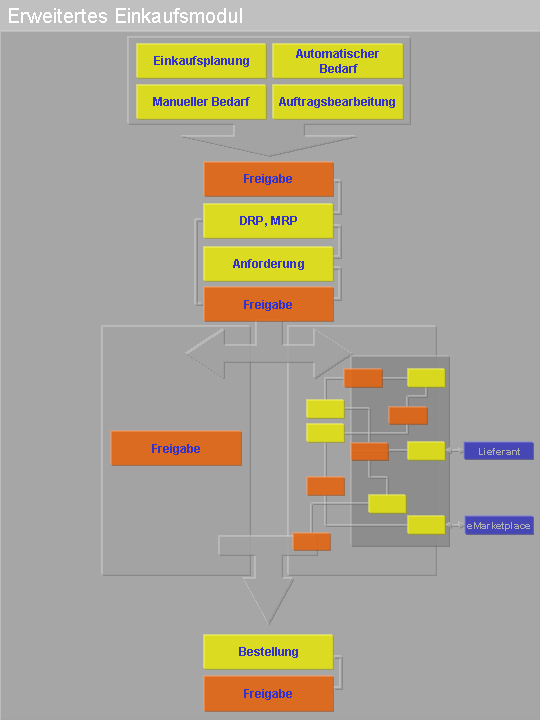 Erweitertes Einkaufsmodul
Einkaufsplanung
Automatischer
Bedarf
Manueller Bedarf
Auftragsbearbeitung
Freigabe
DRP, MRP
Anforderung
Freigabe
Freigabe
Lieferant
eMarketplace
Bestellung
Freigabe